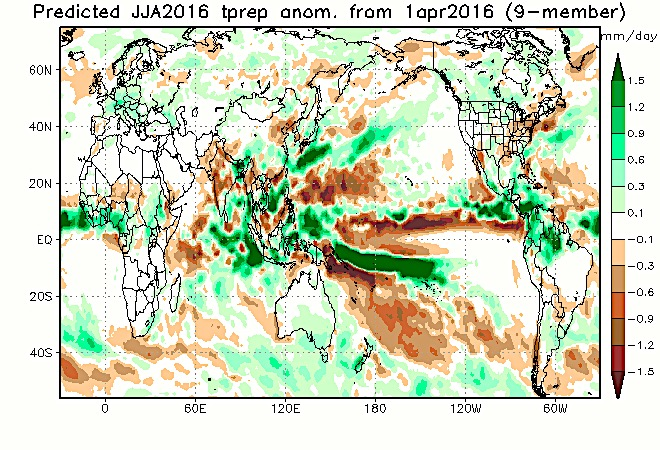 Predicted JJA2016 tprep anom. from 1apr2016 (9-member)
mm/day
60N
40N
20N
EQ
20S
40S
0
60E
120E
180
120W
60W
1.5
1.2
0.9
0.6
0.3
0.1
-0.1
-0.3
-0.6
-0.9
-1.2
-1.5